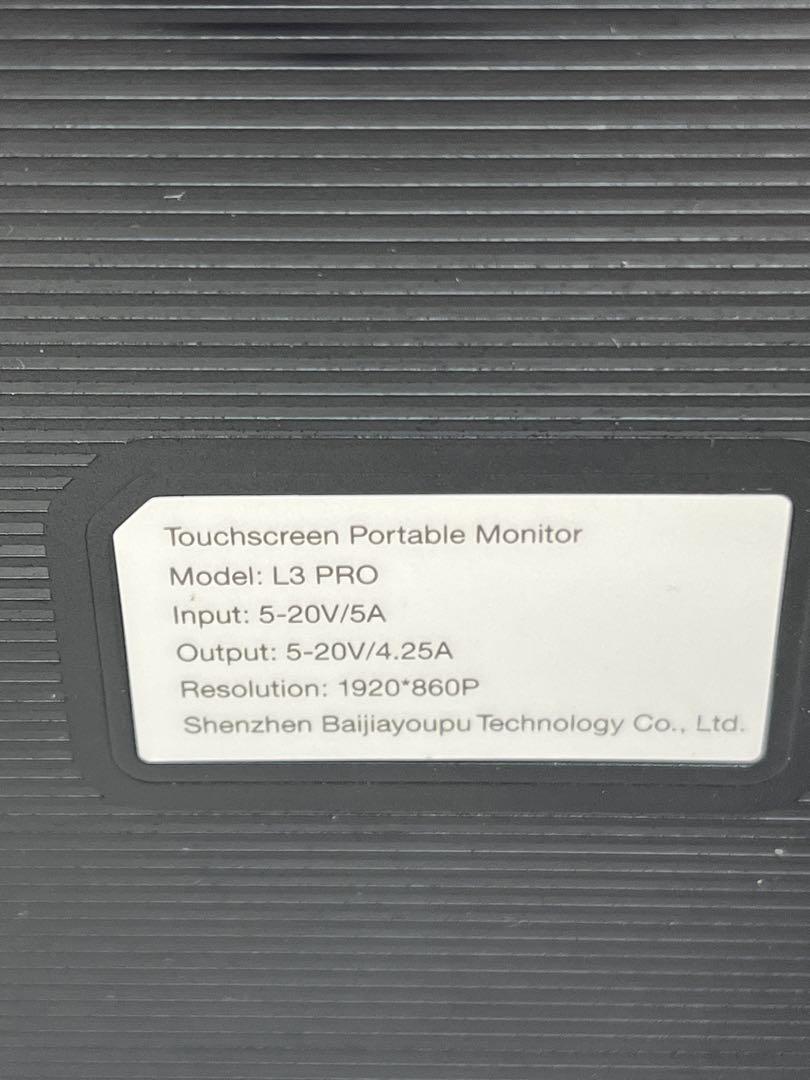 Touchscreen Portable Monitor
Model: L3 PRO
Input: 5-20V/5A
Output: 5-20V/4.25A
Resolution: 1920*860P
Shenzhen Baijiayoupu Technology Co., Ltd.